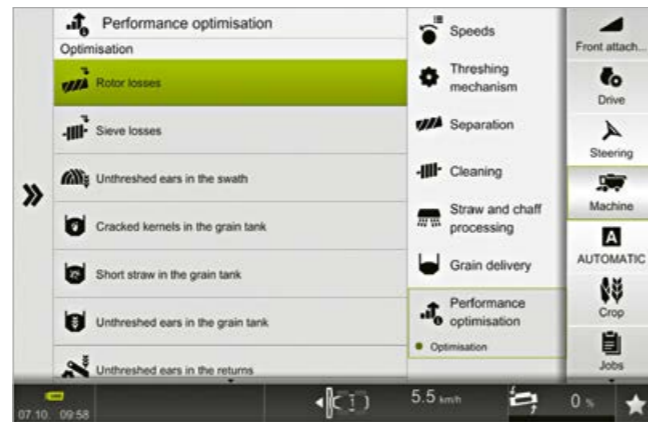 Performance optimisation
Optimisation
Rotor losses
Sieve losses
Unthreshed ears in the swath
Cracked kernels in the grain tank
Short straw in the grain tank
Unthreshed ears in the grain tank
Unthreshed ears in the returns
Speeds
Threshing
mechanism
Separation
Cleaning
Straw and chaff
processing
Grain delivery
Performance
optimisation
Optimisation
Front attach...
Drive
Steering
Machine
A
AUTOMATIC
Crop
Jobs
07.10. 09:58
5.5 km/h
0 %